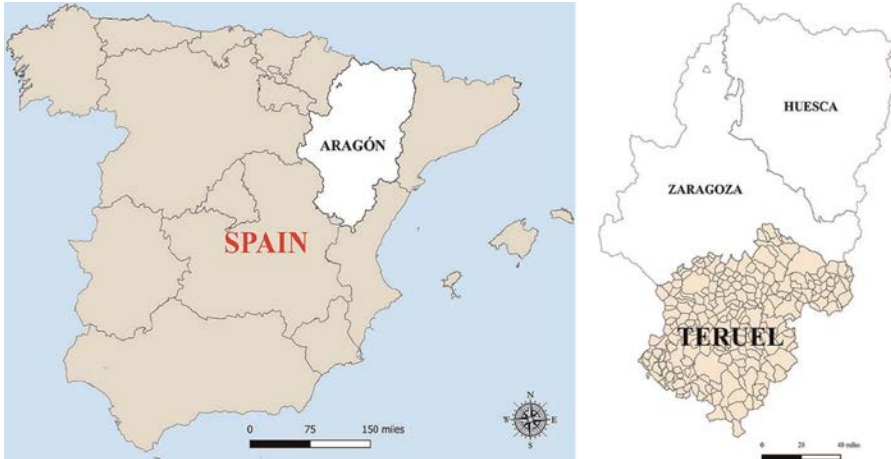 ARAGÓN
SPAIN
N
W E
S
0 75 150 miles
HUESCA
ZARAGOZA
TERUEL
0 20 40 miles